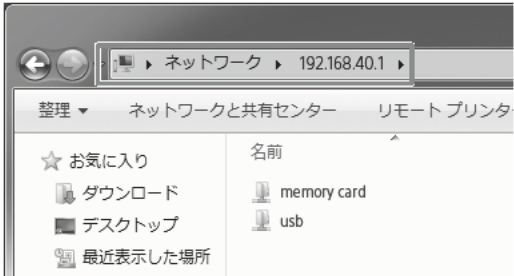 ネットワーク ▸ 192.168.40.1 ▸
整理 ▼ ネットワークと共有センター リモート プリンタ
お気に入り
ダウンロード
デスクトップ
最近表示した場所
名前
memory card
usb